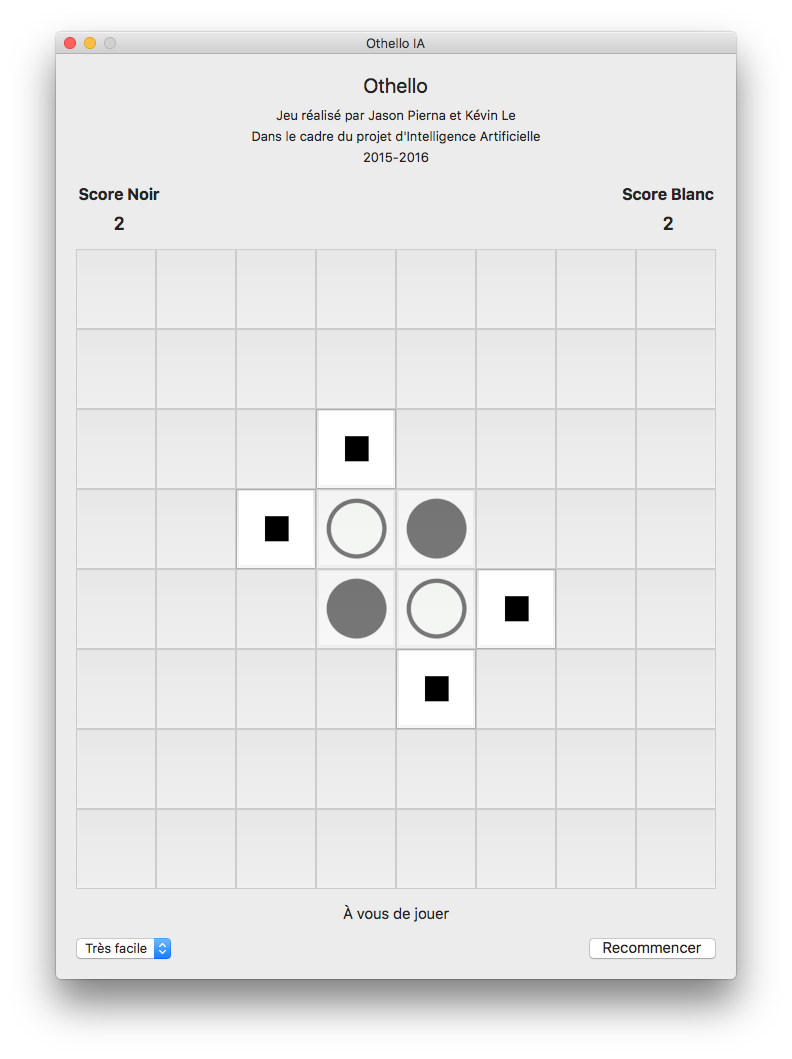 Othello IA
Othello
Jeu réalisé par Jason Pierna et Kévin Le
Dans le cadre du projet d'Intelligence Artificielle
2015-2016
Score Noir
2
Score Blanc
2
À vous de jouer
Très facile
Recommencer